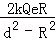 2kQeR
d² − R²